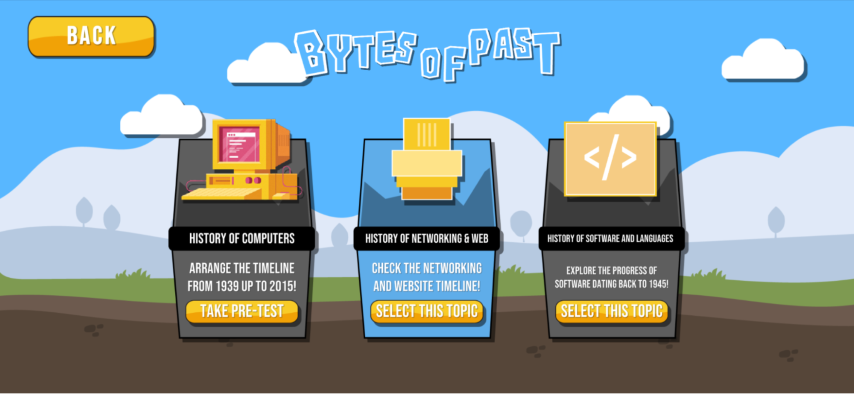 BACK
BYTES OF PAST
HISTORY OF COMPUTERS
ARRANGE THE TIMELINE
FROM 1939 UP TO 2015!
TAKE PRE-TEST
HISTORY OF NETWORKING & WEB
CHECK THE NETWORKING
AND WEBSITE TIMELINE!
SELECT THIS TOPIC
</>
HISTORY OF SOFTWARE AND LANGUAGES
EXPLORE THE PROGRESS OF
SOFTWARE DATING BACK TO 1945!
SELECT THIS TOPIC